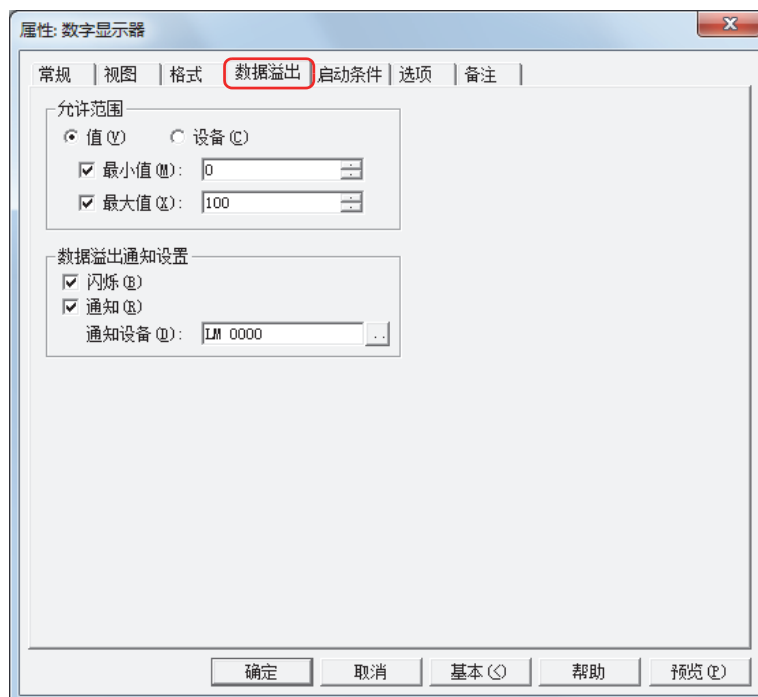 属性: 数字显示器
常规 视图 格式 数据溢出 启动条件 选项 备注
允许范围
值(V) 设备(C)
最小值(M): 0
最大值(X): 100
数据溢出通知设置
闪烁(B)
通知(R)
通知设备(D): LM 0000 ..
确定 取消 基本(<) 帮助 预览(P)